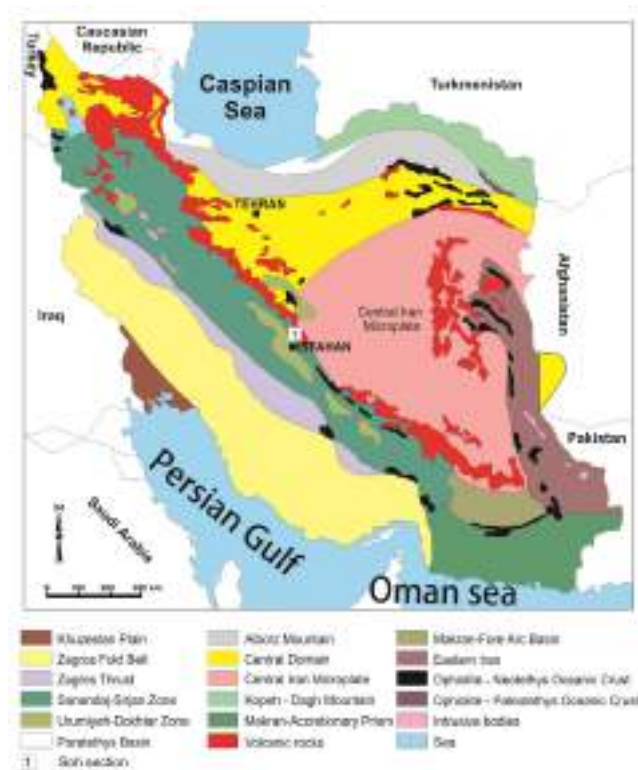 Caucasian
Republic
Turkey
Caspian
Sea
Turkmenistan
TEHRAN
Afghanistan
Central Iran
Microplate
Iraq
1
ISFAHAN
Pakistan
Persian Gulf
Saudi Arabia
Oman sea
Khuzestan Plain
Zagros Fold Belt
Zagros Thrust
Sanandaj-Sirjan Zone
Urumiyeh-Dokhtar Zone
Paratethys Basin
1 Soh section
Alborz Mountain
Central Domain
Central Iran Microplate
Kopeh - Dagh Mountain
Makran-Accretionary Prism
Volcanic rocks
Makran-Fore Arc Basin
Eastern Iran
Ophiolite - Neotethys Oceanic Crust
Ophiolite - Paleotethys Oceanic Crust
Intrusive bodies
Sea